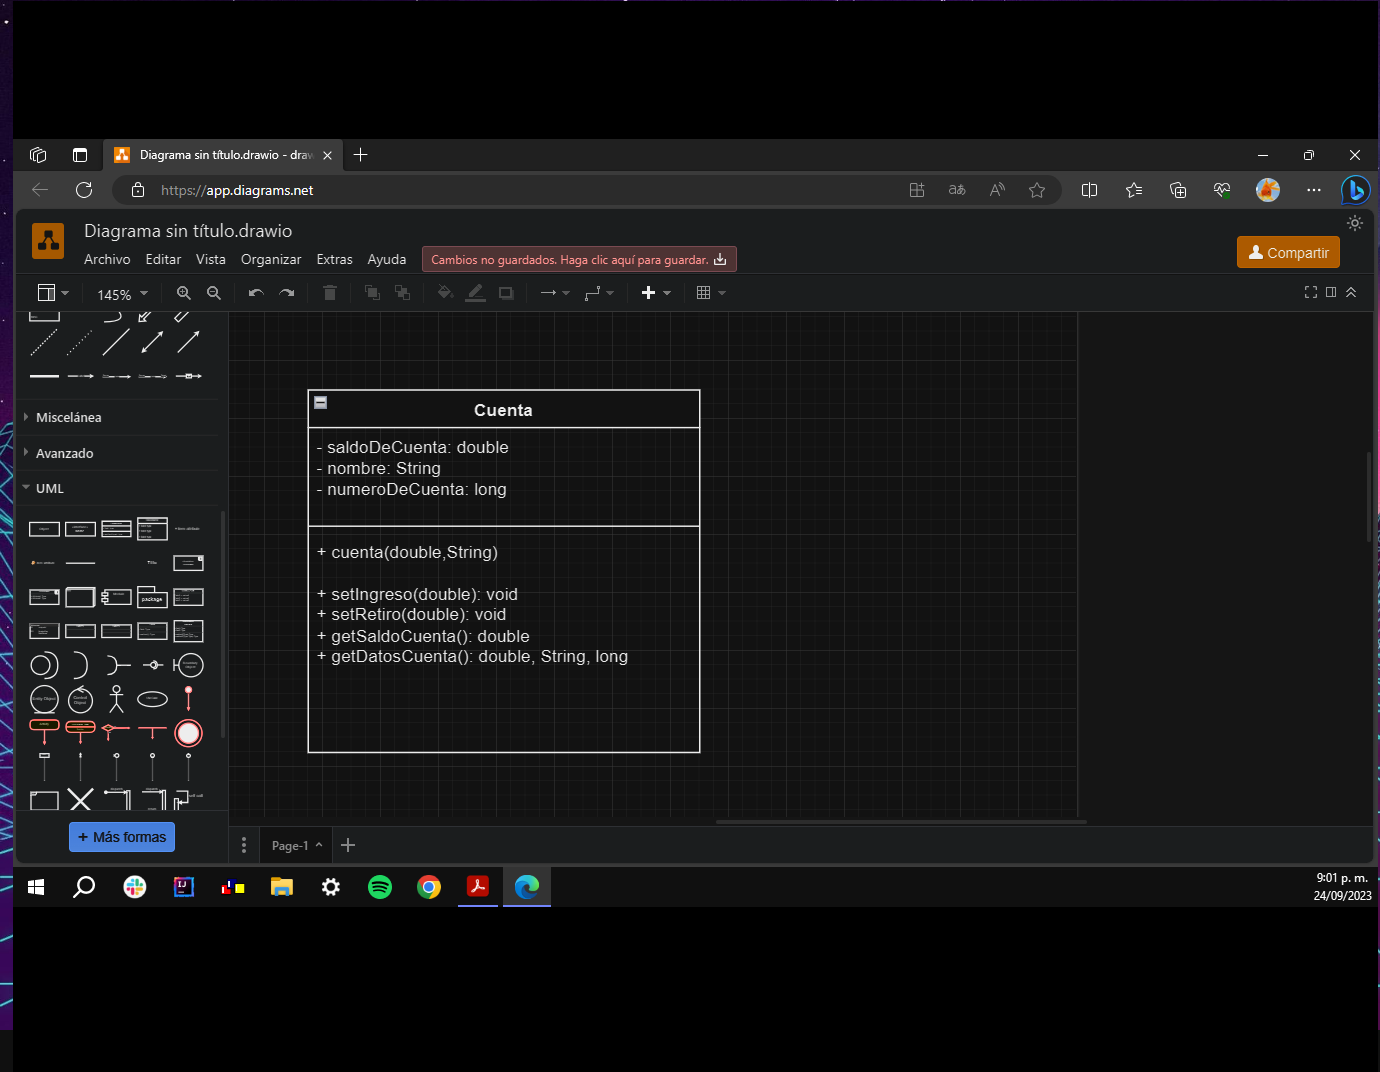 Diagrama sin título.drawio - draw
https://app.diagrams.net
Diagrama sin título.drawio
Archivo Editar Vista Organizar Extras Ayuda
Cambios no guardados. Haga clic aquí para guardar.
Compartir
145%
Miscelánea
Avanzado
UML
package
Cuenta
- saldoDeCuenta: double
- nombre: String
- numeroDeCuenta: long
+ cuenta(double,String)
+ setIngreso(double): void
+ setRetiro(double): void
+ getSaldoCuenta(): double
+ getDatosCuenta(): double, String, long
+ Más formas
Page-1
9:01 p. m.
24/09/2023